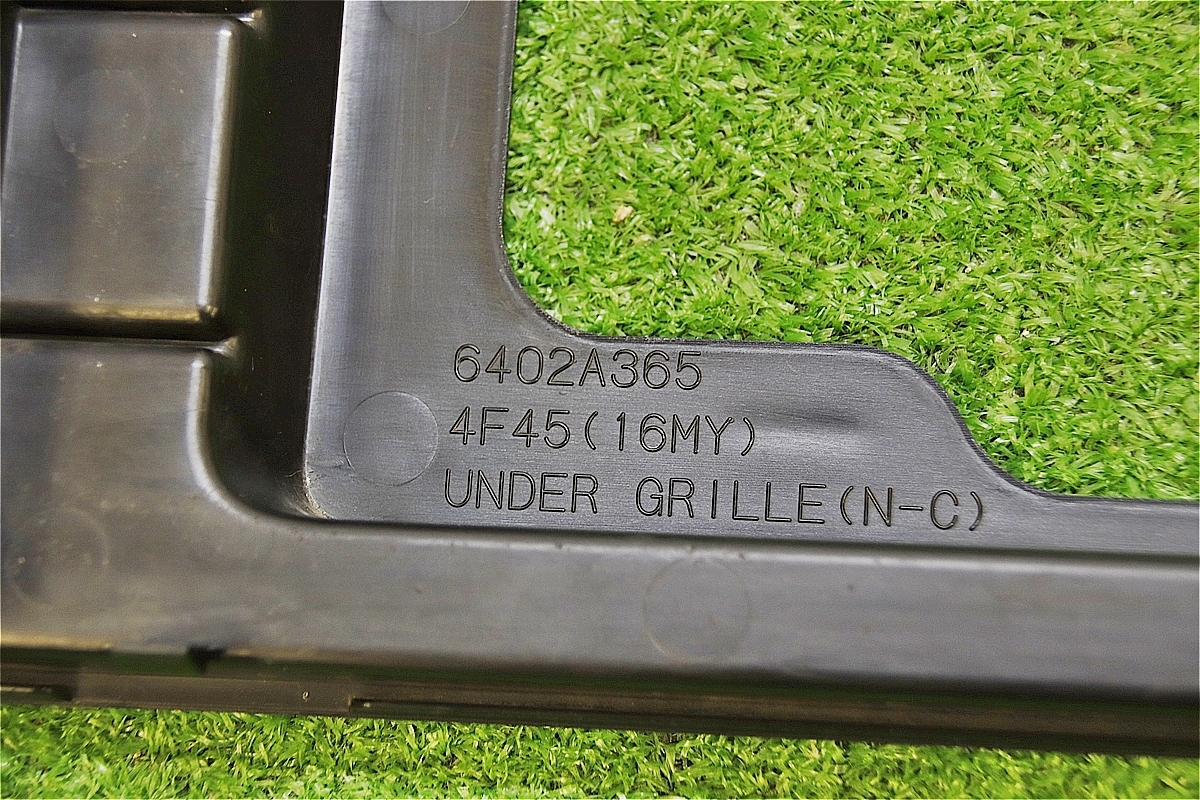 6402A365
4F45(16MY)
UNDER GRILLE(N-C)